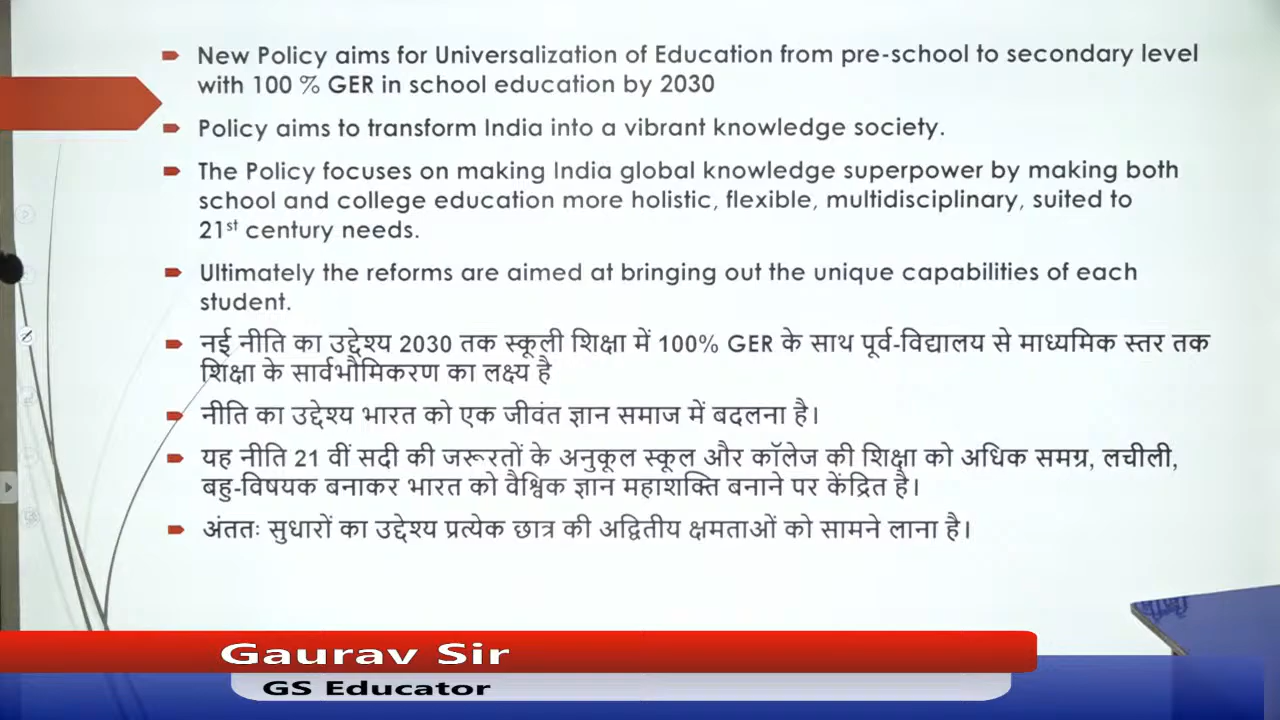 New Policy aims for Universalization of Education from pre-school to secondary level
with 100 % GER in school education by 2030
Policy aims to transform India into a vibrant knowledge society.
The Policy focuses on making India global knowledge superpower by making both
school and college education more holistic, flexible, multidisciplinary, suited to
21st century needs.
Ultimately the reforms are aimed at bringing out the unique capabilities of each
student.
नई नीति का उद्देश्य 2030 तक स्कूली शिक्षा में 100% GER के साथ पूर्व-विद्यालय से माध्यमिक स्तर तक
शिक्षा के सार्वभौमिकरण का लक्ष्य है
नीति का उद्देश्य भारत को एक जीवंत ज्ञान समाज में बदलना है।
यह नीति 21 वीं सदी की जरूरतों के अनुकूल स्कूल और कॉलेज की शिक्षा को अधिक समग्र, लचीली,
बहु-विषयक बनाकर भारत को वैश्विक ज्ञान महाशक्ति बनाने पर केंद्रित है।
अंततः सुधारों का उद्देश्य प्रत्येक छात्र की अद्वितीय क्षमताओं को सामने लाना है।
Gaurav Sir
GS Educator